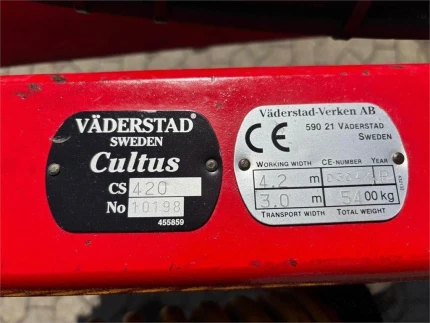 VÄDERSTAD®
SWEDEN
Cultus
CS 420
No 10198
455859
Väderstad-Verken AB
CE 590 21 VÄDERSTAD
SWEDEN
WORKING WIDTH CE-NUMBER YEAR
4.2 m
3.0 m 5400 kg
TRANSPORT WIDTH TOTAL WEIGHT